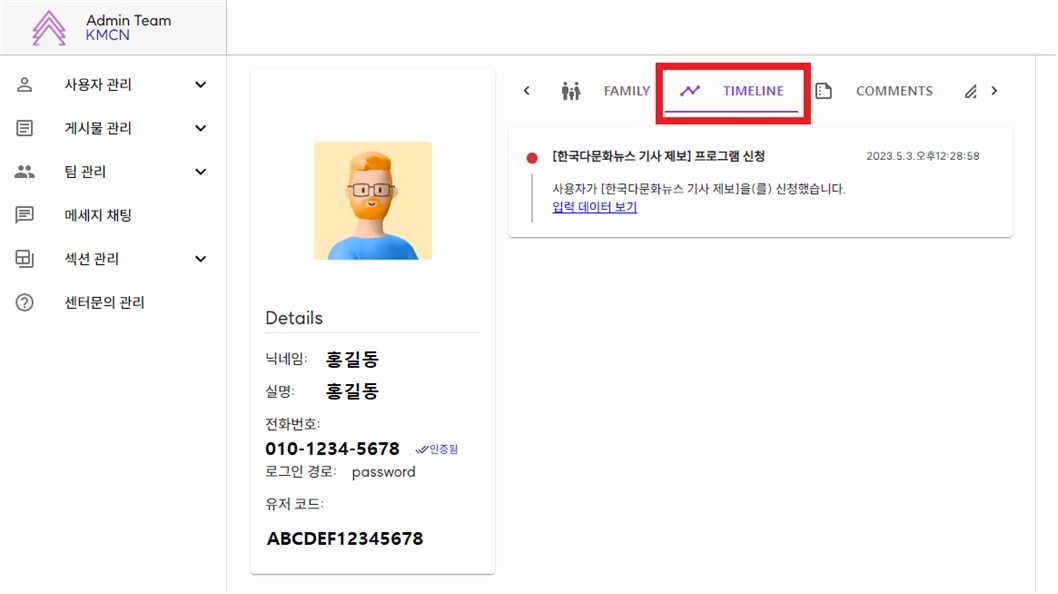 Admin Team
KMCN
사용자 관리
게시물 관리
팀 관리
메세지 채팅
섹션 관리
센터문의 관리
Details
닉네임: 홍길동
실명: 홍길동
전화번호:
010-1234-5678 인증됨
로그인 경로: password
유저 코드:
ABCDEF12345678
FAMILY TIMELINE COMMENTS
[한국다문화뉴스 기사 제보] 프로그램 신청 2023.5.3.오후12:28:58
사용자가 [한국다문화뉴스 기사 제보]을(를) 신청했습니다.
입력 데이터 보기